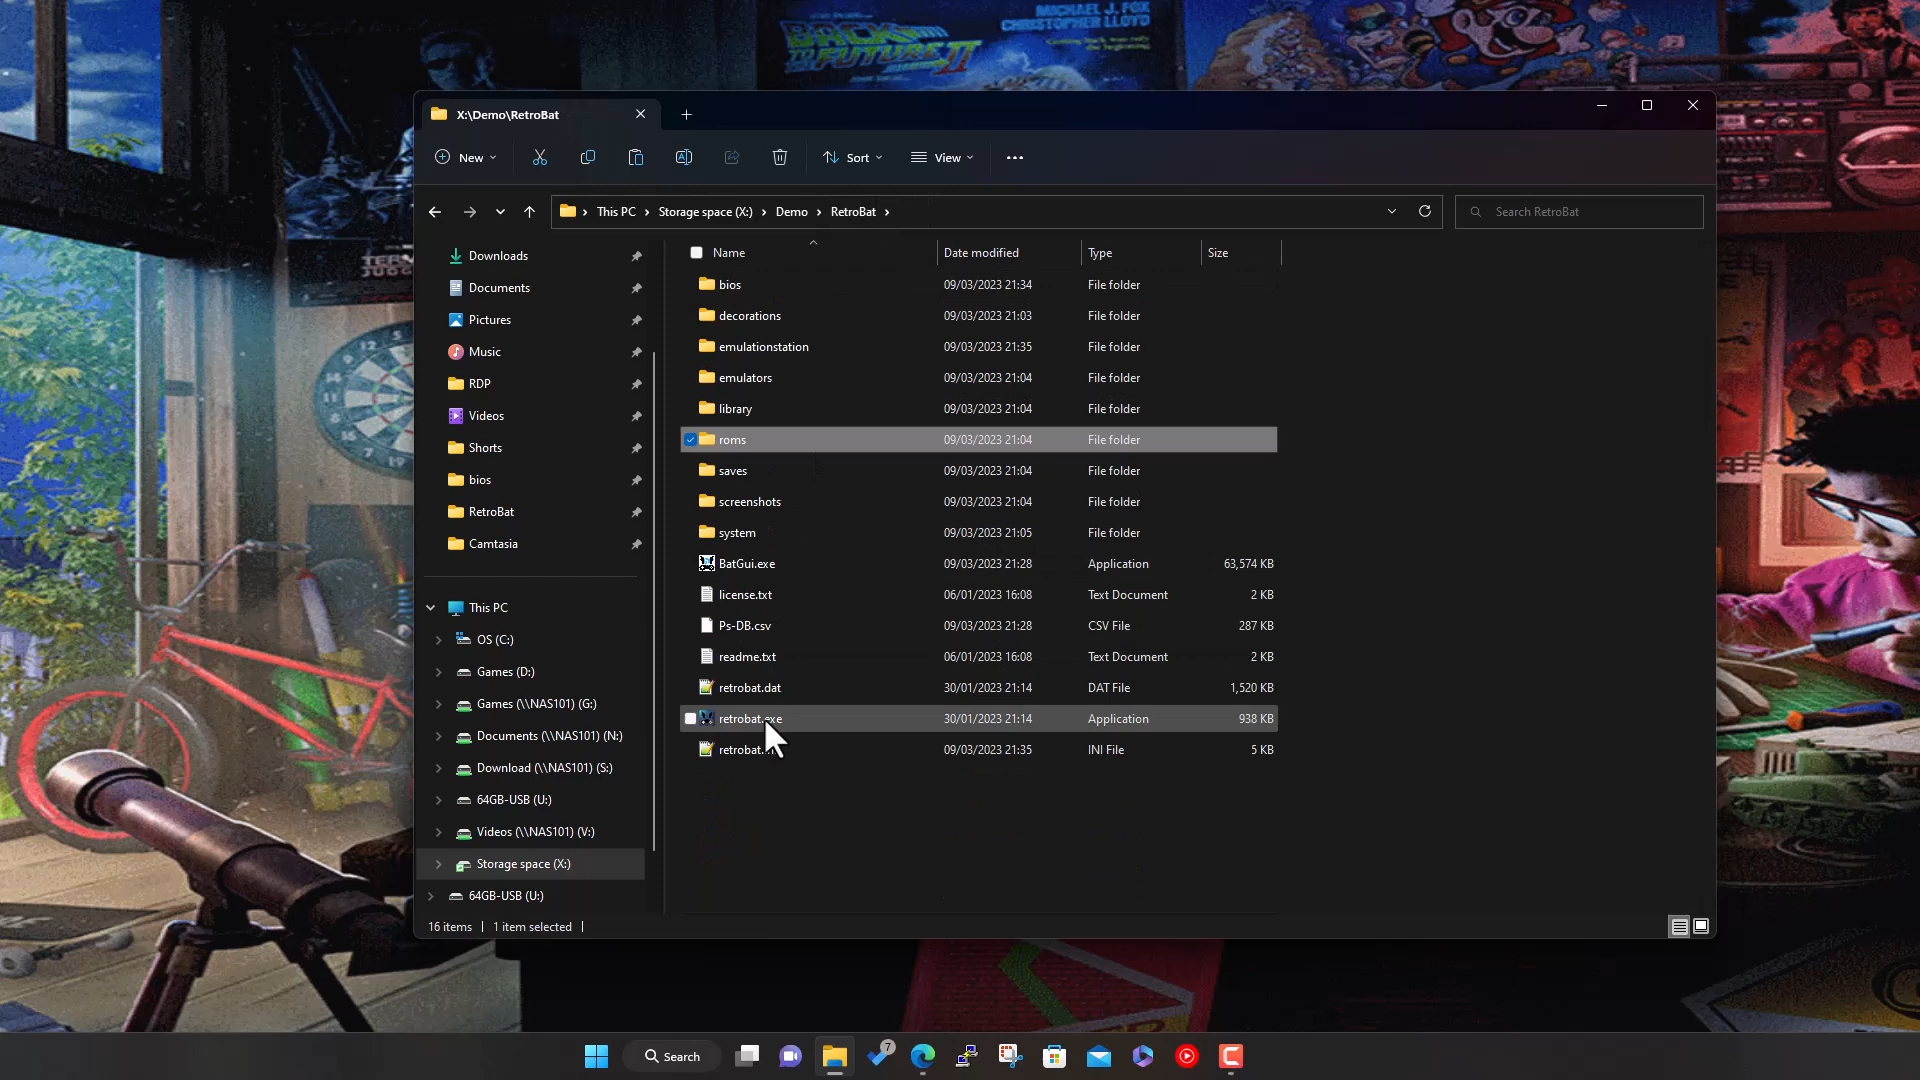 MICHAEL J. FOX
CHRISTOPHER LLOYD
BACK TO THE FUTURE II
X:\Demo\RetroBat
New
Sort
View
This PC
Storage space (X:)
Demo
RetroBat
Search RetroBat
Downloads
Documents
Pictures
Music
RDP
Videos
Shorts
bios
RetroBat
Camtasia
This PC
OS (C:)
Games (D:)
Games (\\NAS101) (G:)
Documents (\\NAS101) (N:)
Download (\\NAS101) (S:)
64GB-USB (U:)
Videos (\\NAS101) (V:)
Storage space (X:)
64GB-USB (U:)
Name Date modified Type Size
bios 09/03/2023 21:34 File folder
decorations 09/03/2023 21:03 File folder
emulationstation 09/03/2023 21:35 File folder
emulators 09/03/2023 21:04 File folder
library 09/03/2023 21:04 File folder
roms 09/03/2023 21:04 File folder
saves 09/03/2023 21:04 File folder
screenshots 09/03/2023 21:04 File folder
system 09/03/2023 21:05 File folder
BatGui.exe 09/03/2023 21:28 Application 63,574 KB
license.txt 06/01/2023 16:08 Text Document 2 KB
Ps-DB.csv 09/03/2023 21:28 CSV File 287 KB
readme.txt 06/01/2023 16:08 Text Document 2 KB
retrobat.dat 30/01/2023 21:14 DAT File 1,520 KB
retrobat.exe 30/01/2023 21:14 Application 938 KB
retrobat. 09/03/2023 21:35 INI File 5 KB
16 items 1 item selected
Search
7